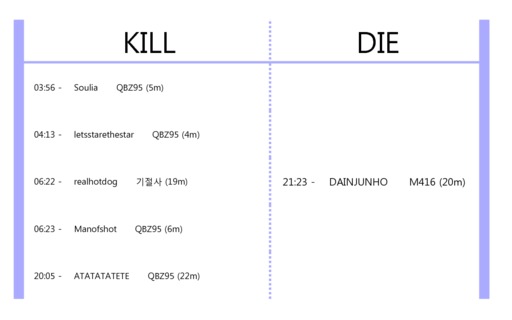 KILL
DIE
03:56 - Soulia QBZ95 (5m)
04:13 - letsstarethestar QBZ95 (4m)
06:22 - realhotdog 기절사 (19m)
06:23 - Manofshot QBZ95 (6m)
20:05 - ATATATATETE QBZ95 (22m)
21:23 - DAINJUNHO M416 (20m)